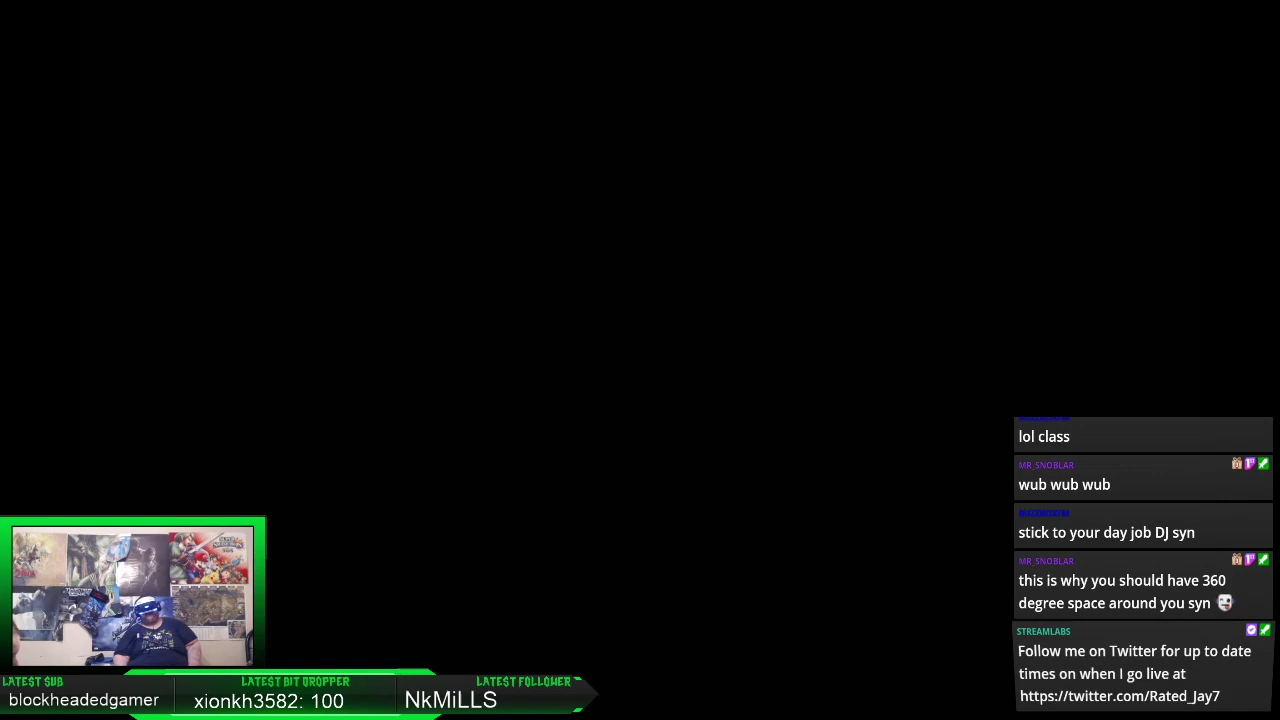 lol class
MR_SNOBLAR
wub wub wub
stick to your day job DJ syn
MR_SNOBLAR
this is why you should have 360
degree space around you syn
STREAMLABS
Follow me on Twitter for up to date
times on when I go live at
https://twitter.com/Rated_Jay7
LATEST SUB
blockheadedgamer
LATEST BIT DROPPER
xionkh3582: 100
LATEST FOLLOWER
NkMiLLS